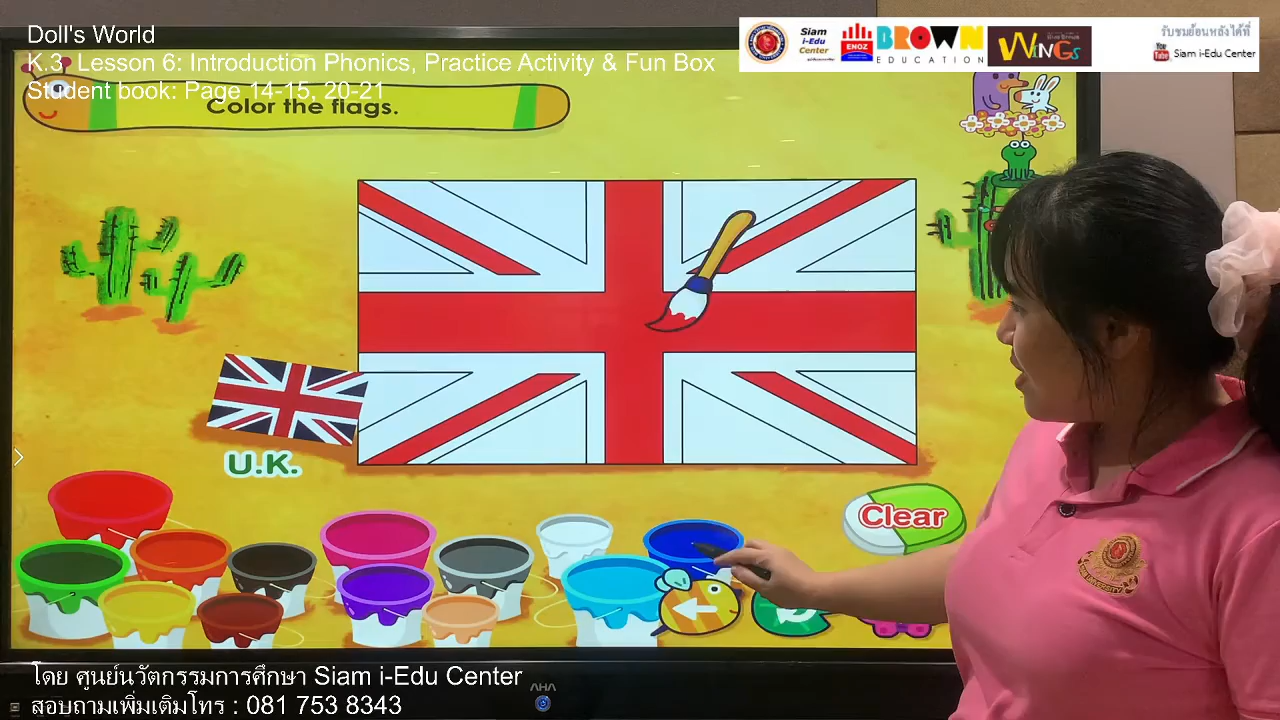 Doll's World
K.3, Lesson 6: Introduction Phonics, Practice Activity & Fun Box
Student book: Page 14-15, 20-21
Siam
i-Edu
Center
ENOZ
BROWN
EDUCATION
WiNGs
รับชมย้อนหลังได้ที่
You
Tube
Siam i-Edu Center
Color the flags.
U.K.
Clear
โดย ศูนย์นวัตกรรมการศึกษา Siam i-Edu Center
สอบถามเพิ่มเติมโทร : 081 753 8343
AHA